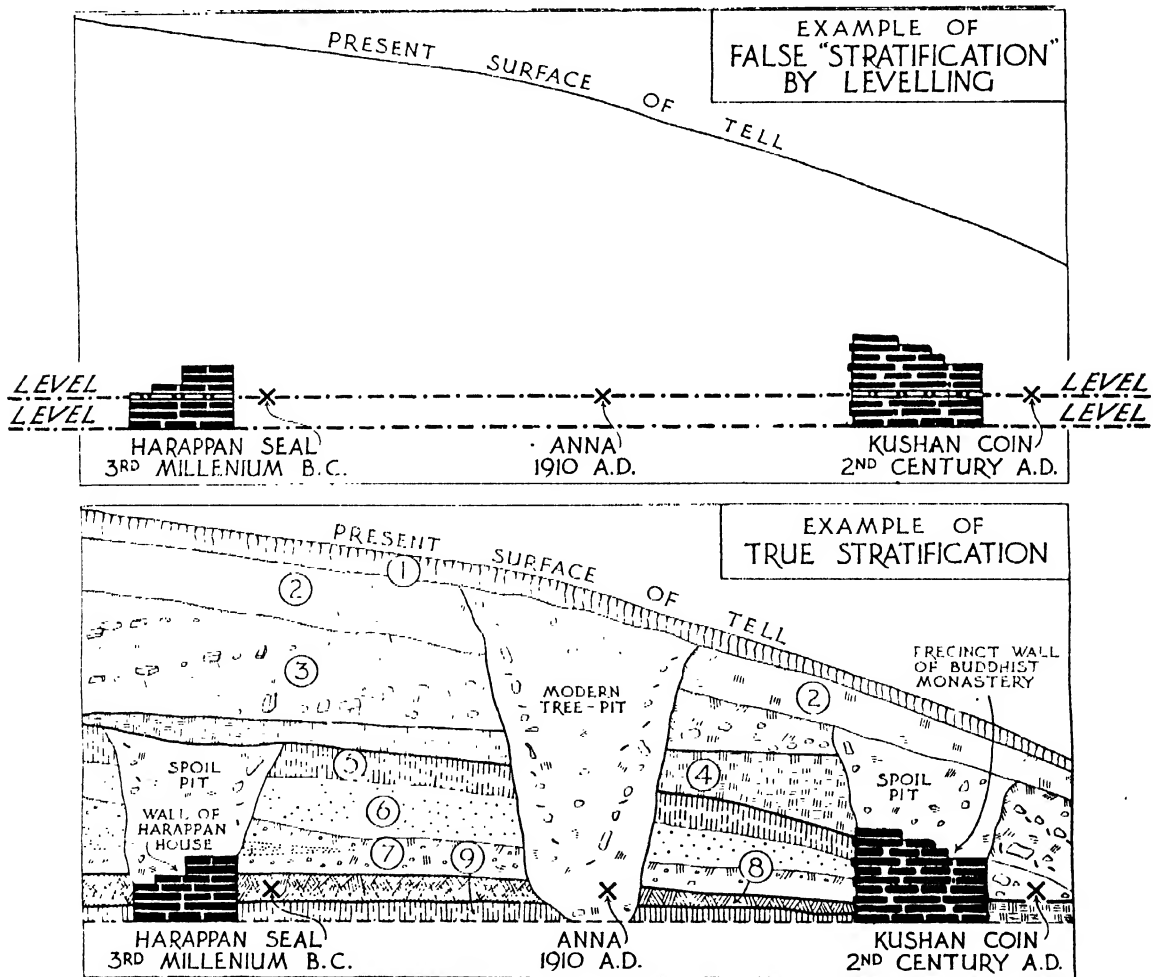 EXAMPLE OF
FALSE "STRATIFICATION"
BY LEVELLING
PRESENT SURFACE OF TELL
LEVEL
LEVEL
LEVEL
LEVEL
HARAPPAN SEAL
3RD MILLENIUM B.C.
ANNA
1910 A.D.
KUSHAN COIN
2ND CENTURY A.D.
EXAMPLE OF
TRUE STRATIFICATION
PRESENT SURFACE OF TELL
1
2
3
MODERN
TREE-PIT
PRECINCT WALL
OF BUDDHIST
MONASTERY
2
SPOIL
PIT
5
4
SPOIL
PIT
6
WALL OF
HARAPPAN
HOUSE
7
9
8
HARAPPAN SEAL
3RD MILLENIUM B.C.
ANNA
1910 A.D.
KUSHAN COIN
2ND CENTURY A.D.